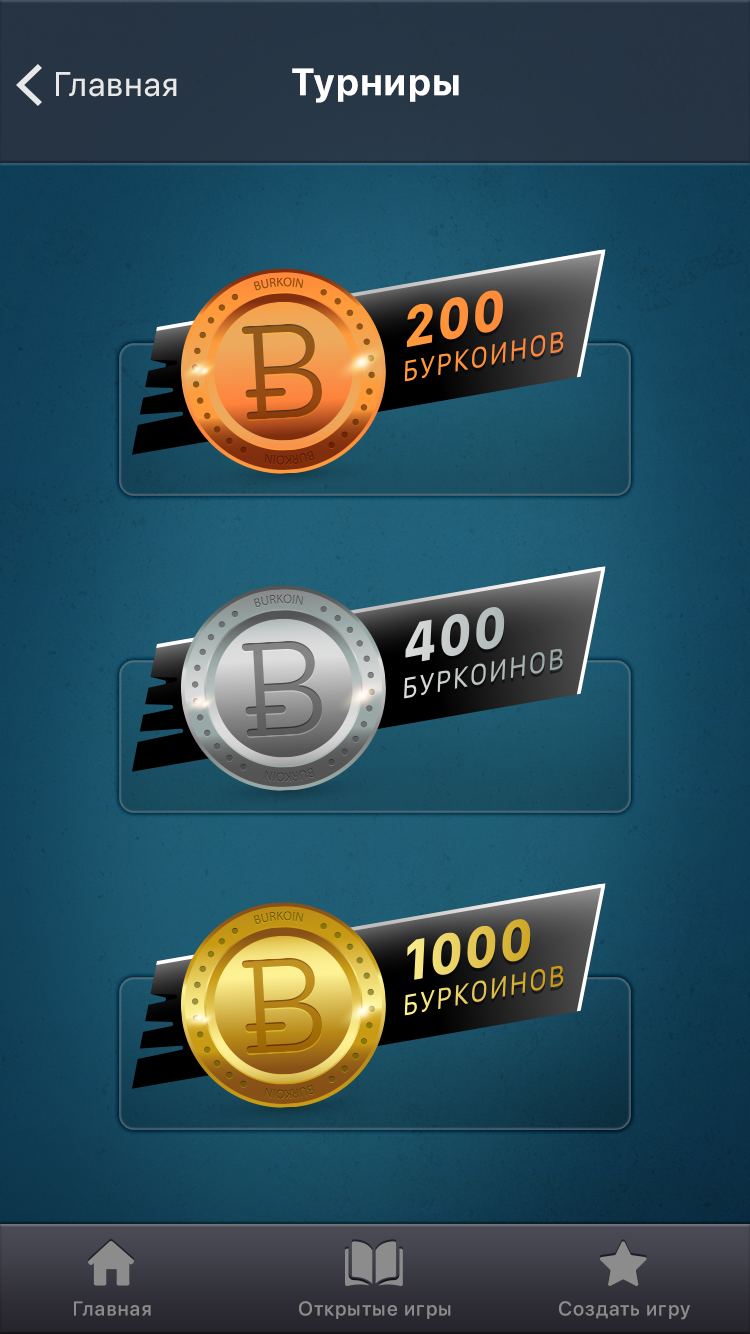 Главная
Турниры
BURKOIN
200
БУРКОИНОВ
BURKOIN
BURKOIN
400
БУРКОИНОВ
BURKOIN
BURKOIN
1000
БУРКОИНОВ
BURKOIN
Главная
Открытые игры
Создать игру